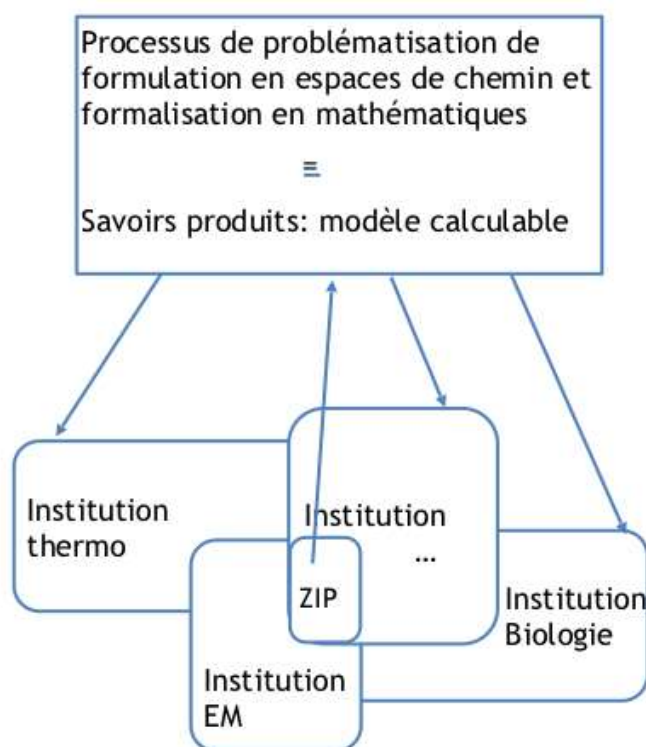 Processus de problématisation de
formulation en espaces de chemin et
formalisation en mathématiques
≡
Savoirs produits: modèle calculable
Institution
thermo
Institution
...
ZIP
Institution
Biologie
Institution
EM